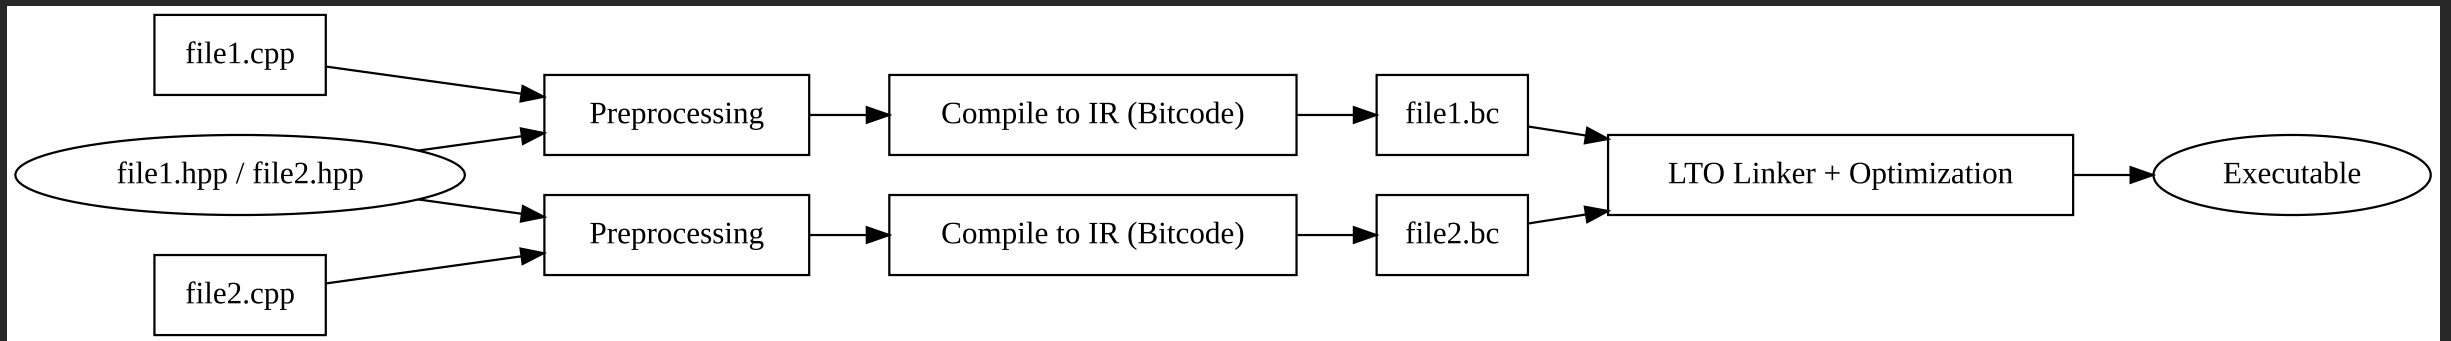 file1.cpp
Preprocessing
Compile to IR (Bitcode)
file1.bc
file1.hpp / file2.hpp
LTO Linker + Optimization
Executable
Preprocessing
Compile to IR (Bitcode)
file2.bc
file2.cpp